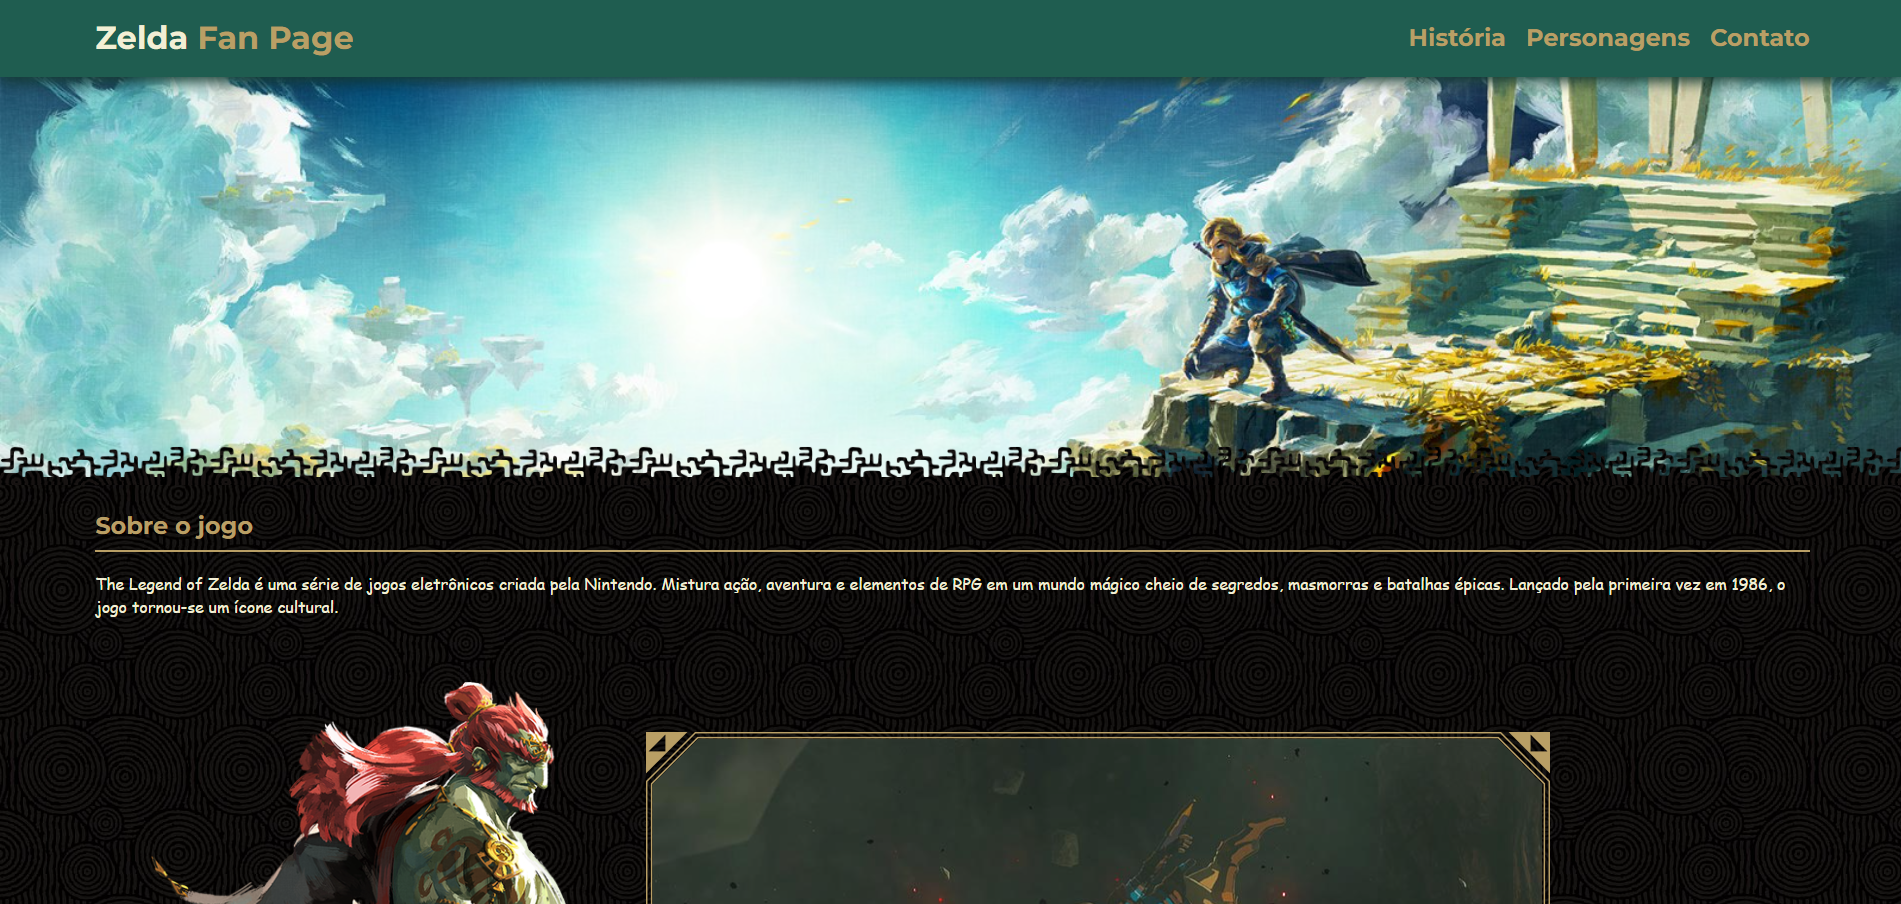 Zelda Fan Page
História Personagens Contato
Sobre o jogo
The Legend of Zelda é uma série de jogos eletrônicos criada pela Nintendo. Mistura ação, aventura e elementos de RPG em um mundo mágico cheio de segredos, masmorras e batalhas épicas. Lançado pela primeira vez em 1986, o
jogo tornou-se um ícone cultural.